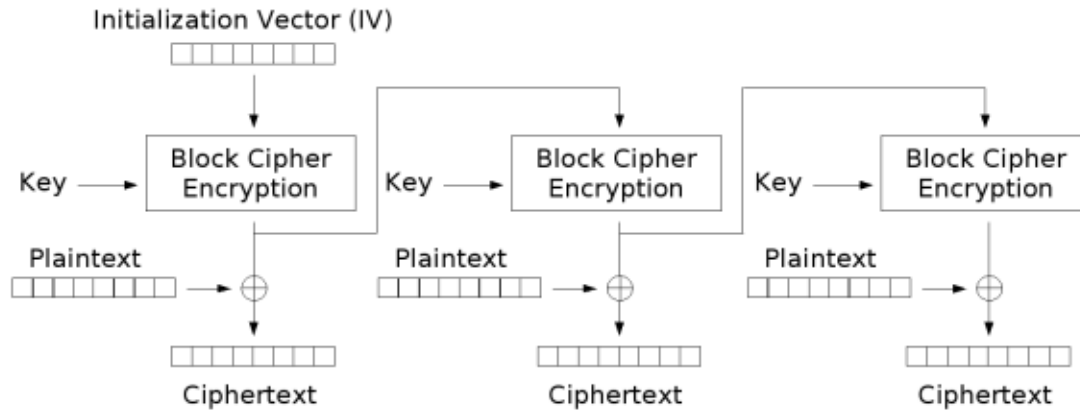 Initialization Vector (IV)
Block Cipher
Encryption
Block Cipher
Encryption
Block Cipher
Encryption
Key
Key
Key
Plaintext
Plaintext
Plaintext
Ciphertext
Ciphertext
Ciphertext